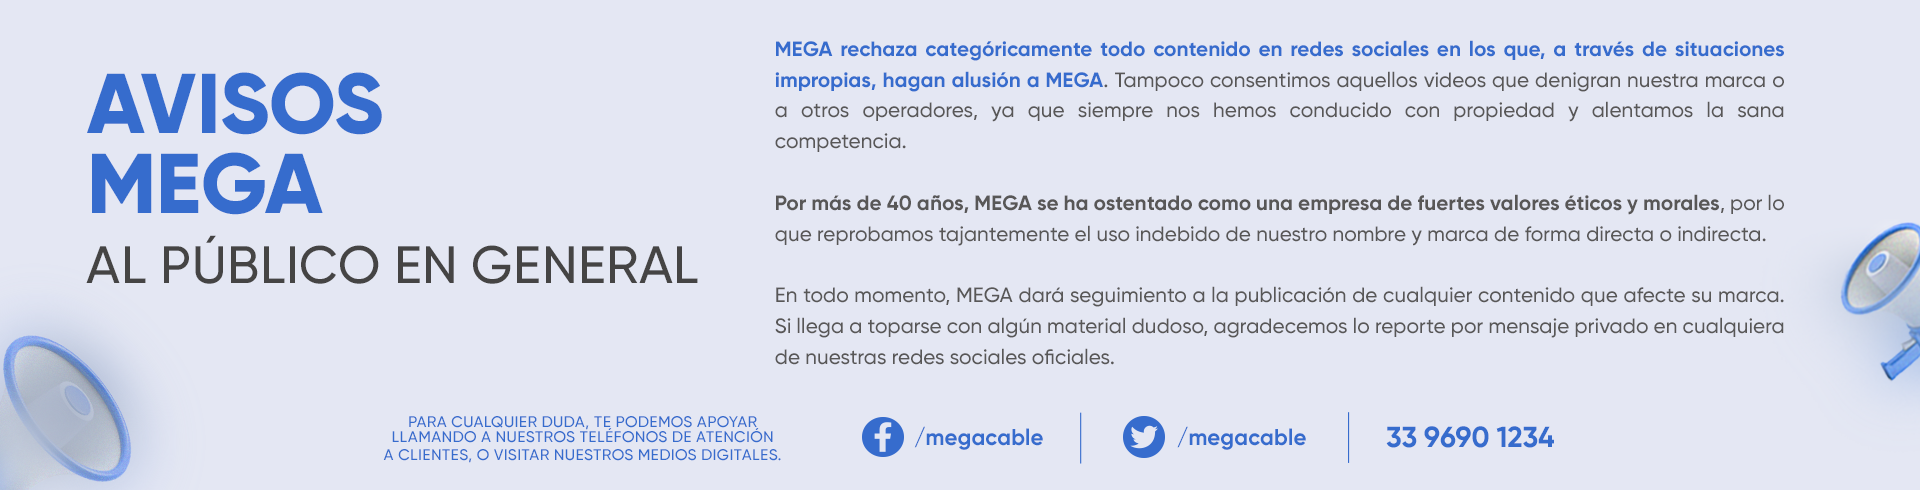 AVISOS
MEGA
AL PÚBLICO EN GENERAL
MEGA rechaza categóricamente todo contenido en redes sociales en los que, a través de situaciones
impropias, hagan alusión a MEGA. Tampoco consentimos aquellos videos que denigran nuestra marca o
a otros operadores, ya que siempre nos hemos conducido con propiedad y alentamos la sana
competencia.
Por más de 40 años, MEGA se ha ostentado como una empresa de fuertes valores éticos y morales, por lo
que reprobamos tajantemente el uso indebido de nuestro nombre y marca de forma directa o indirecta.
En todo momento, MEGA dará seguimiento a la publicación de cualquier contenido que afecte su marca.
Si llega a toparse con algún material dudoso, agradecemos lo reporte por mensaje privado en cualquiera
de nuestras redes sociales oficiales.
PARA CUALQUIER DUDA, TE PODEMOS APOYAR
LLAMANDO A NUESTROS TELÉFONOS DE ATENCIÓN
A CLIENTES, O VISITAR NUESTROS MEDIOS DIGITALES.
/megacable
/megacable
33 9690 1234